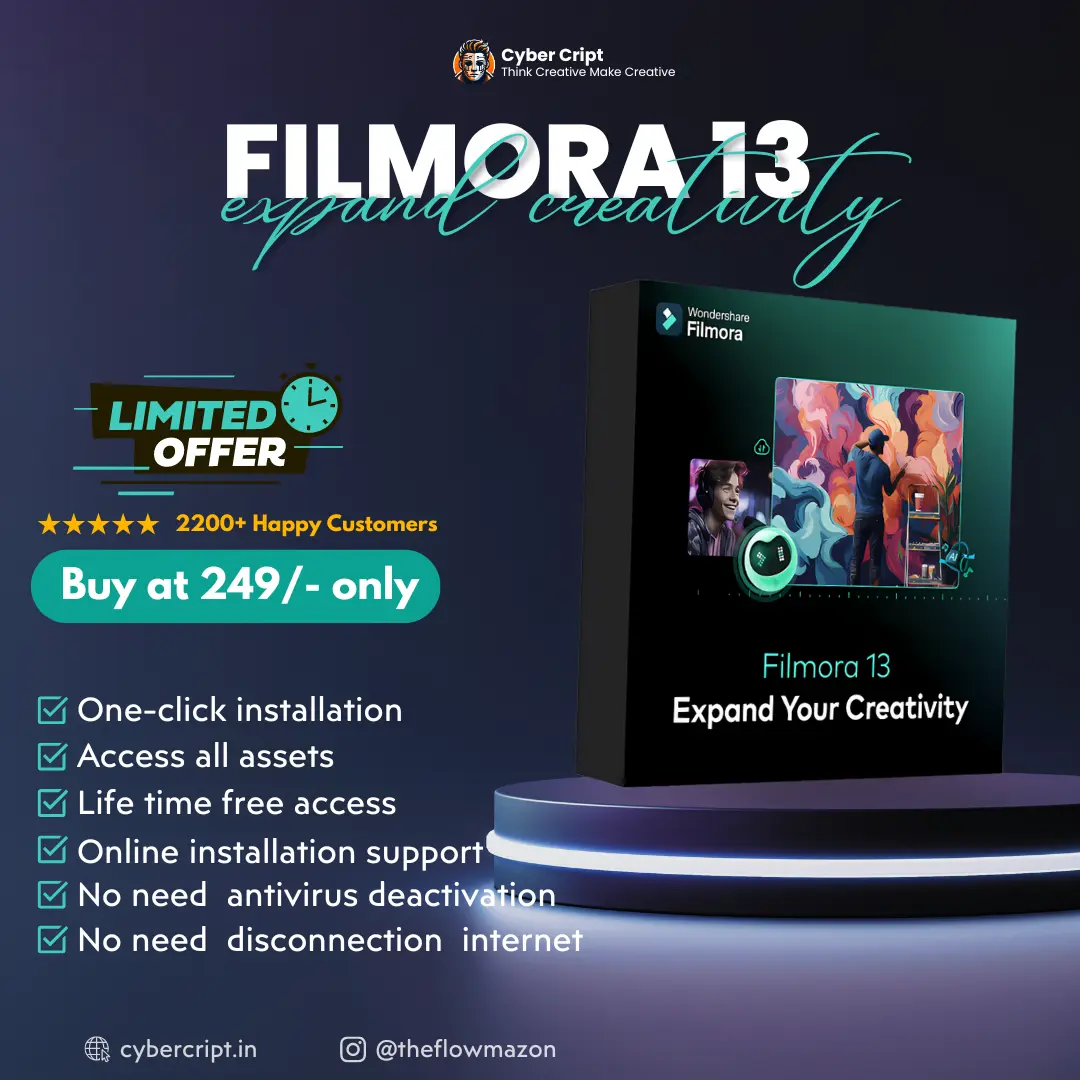 Cyber Cript
Think Creative Make Creative
FILMORA 13
expand creativity
Wondershare
Filmora
LIMITED
OFFER
2200+ Happy Customers
Buy at 249/- only
AI
Filmora 13
Expand Your Creativity
One-click installation
Access all assets
Life time free access
Online installation support
No need antivirus deactivation
No need disconnection internet
cybercript.in
@theflowmazon